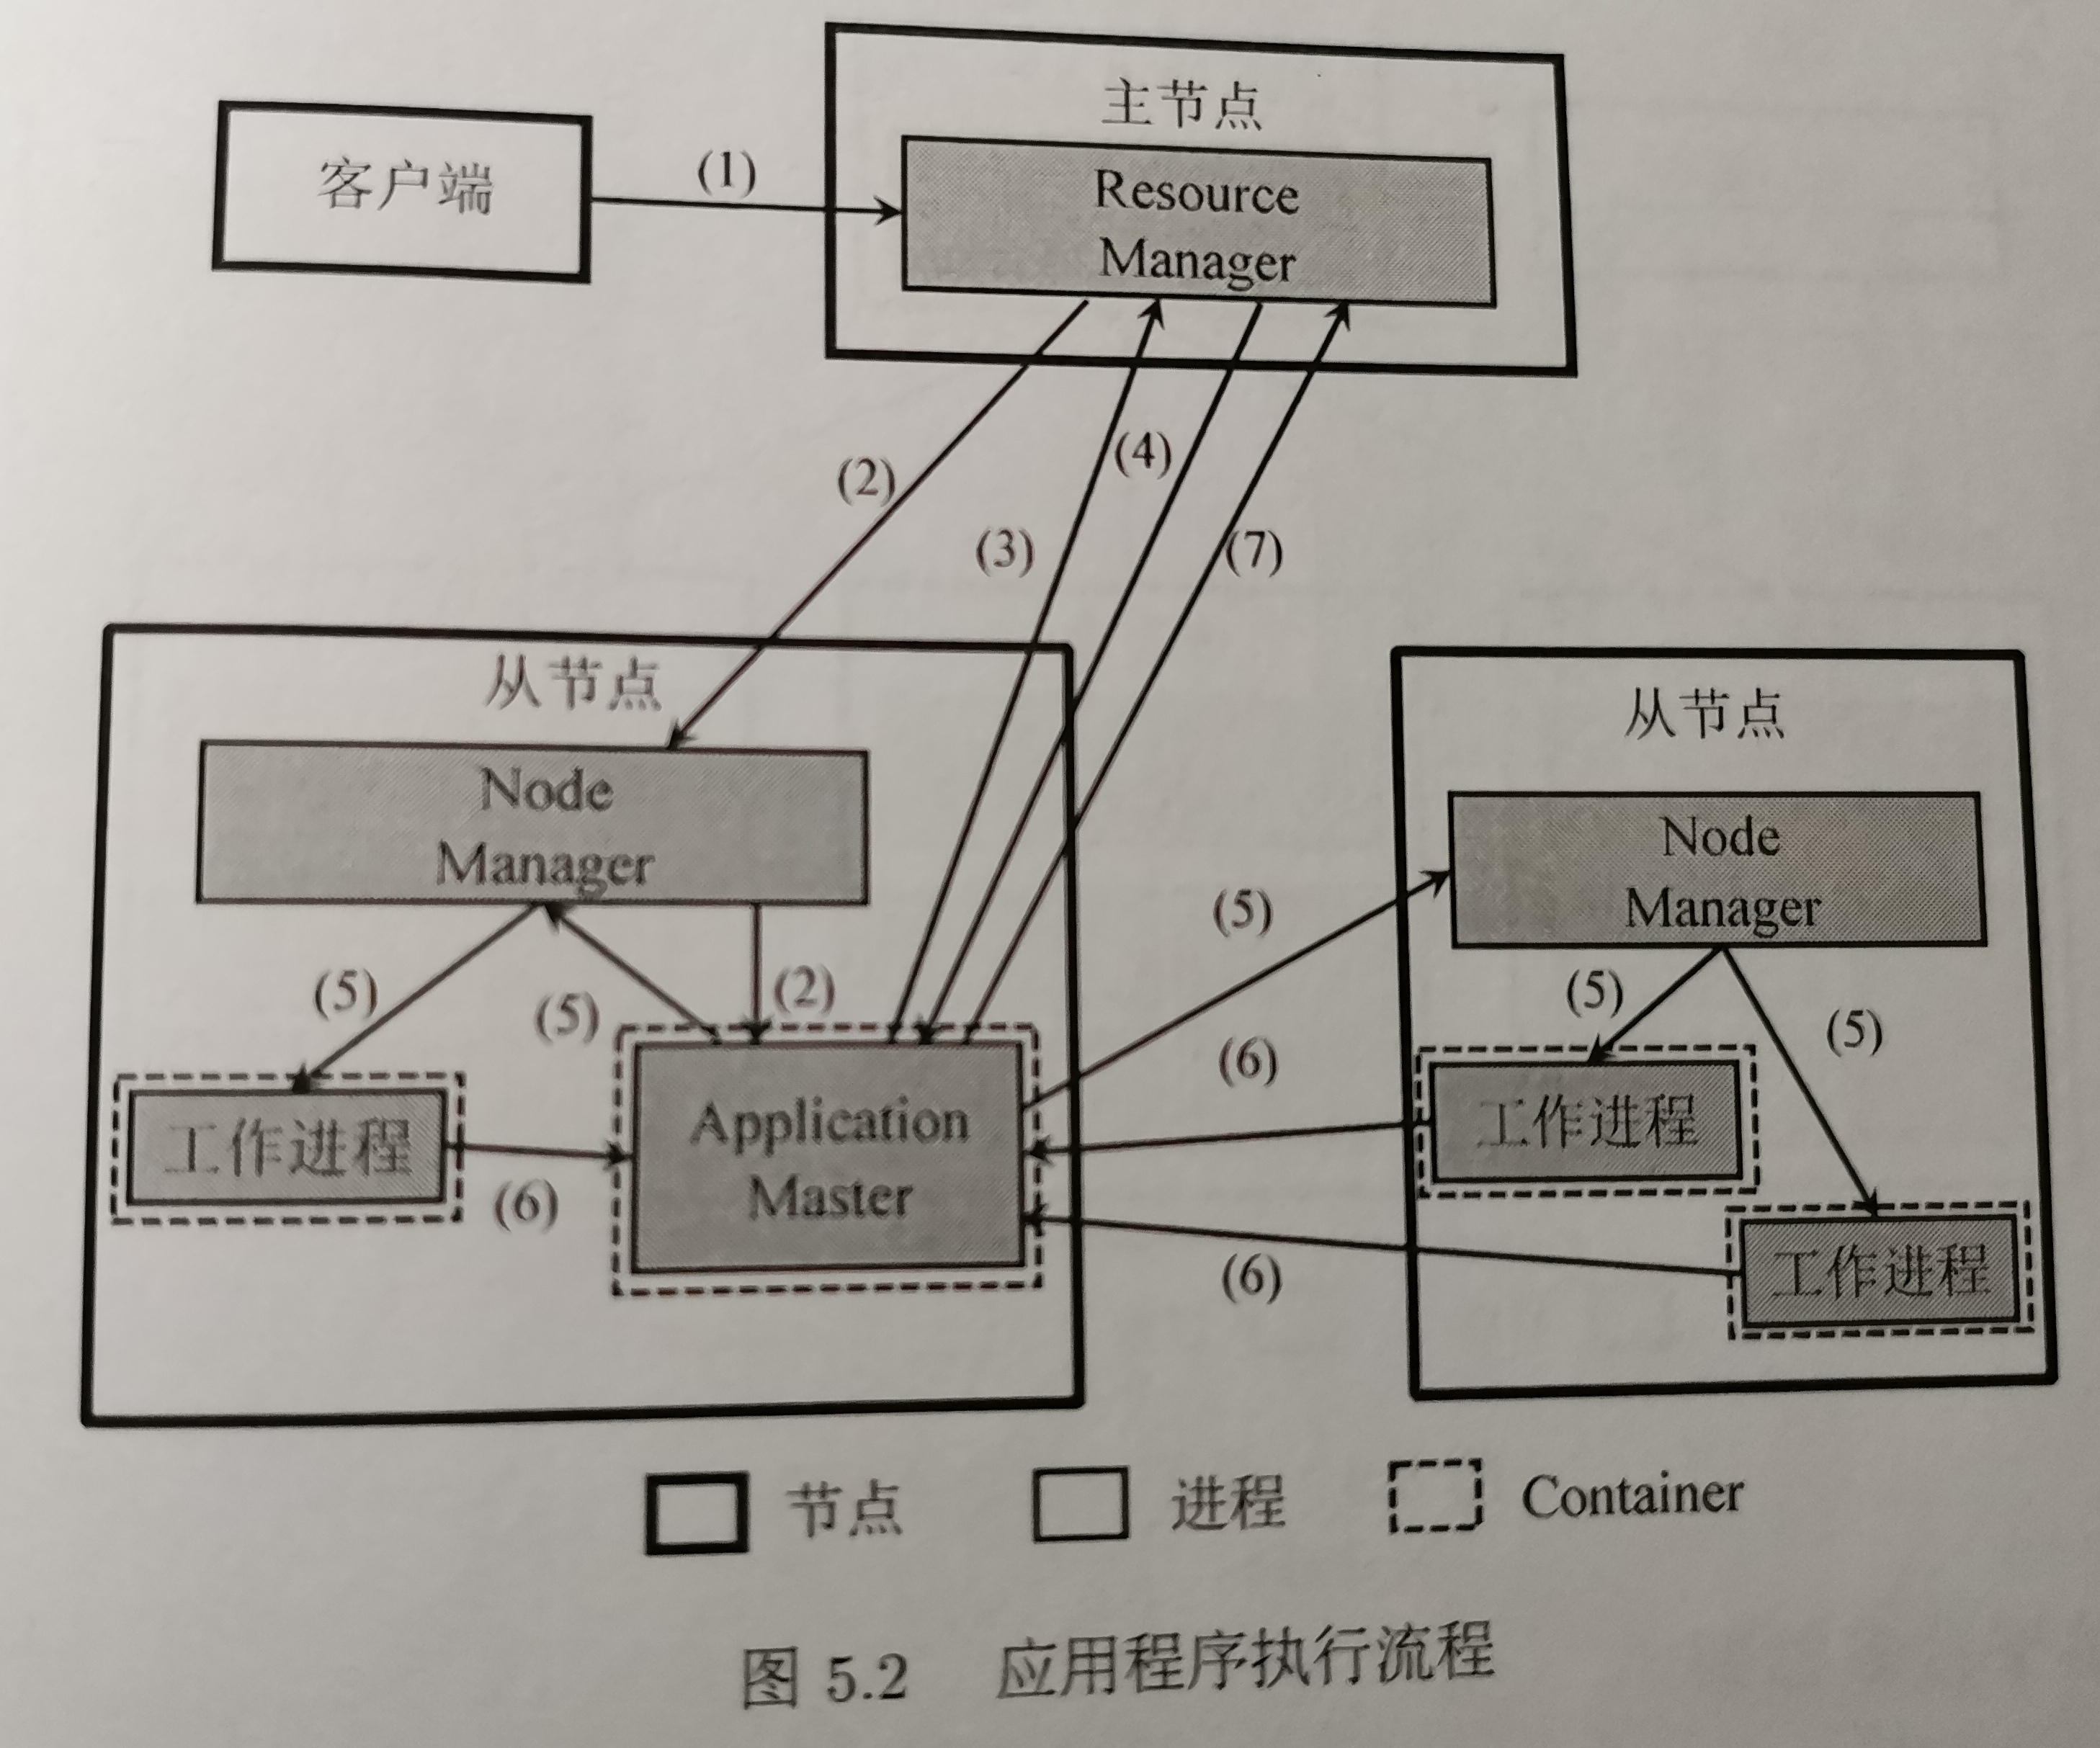 主节点
客户端
(1)
Resource
Manager
(2)
(3)
(4)
(7)
从节点
Node
Manager
(5)
(5)
(2)
工作进程
(6)
Application
Master
(5)
(6)
(6)
从节点
Node
Manager
(5)
(5)
工作进程
工作进程
节点
进程
Container
图 5.2 应用程序执行流程